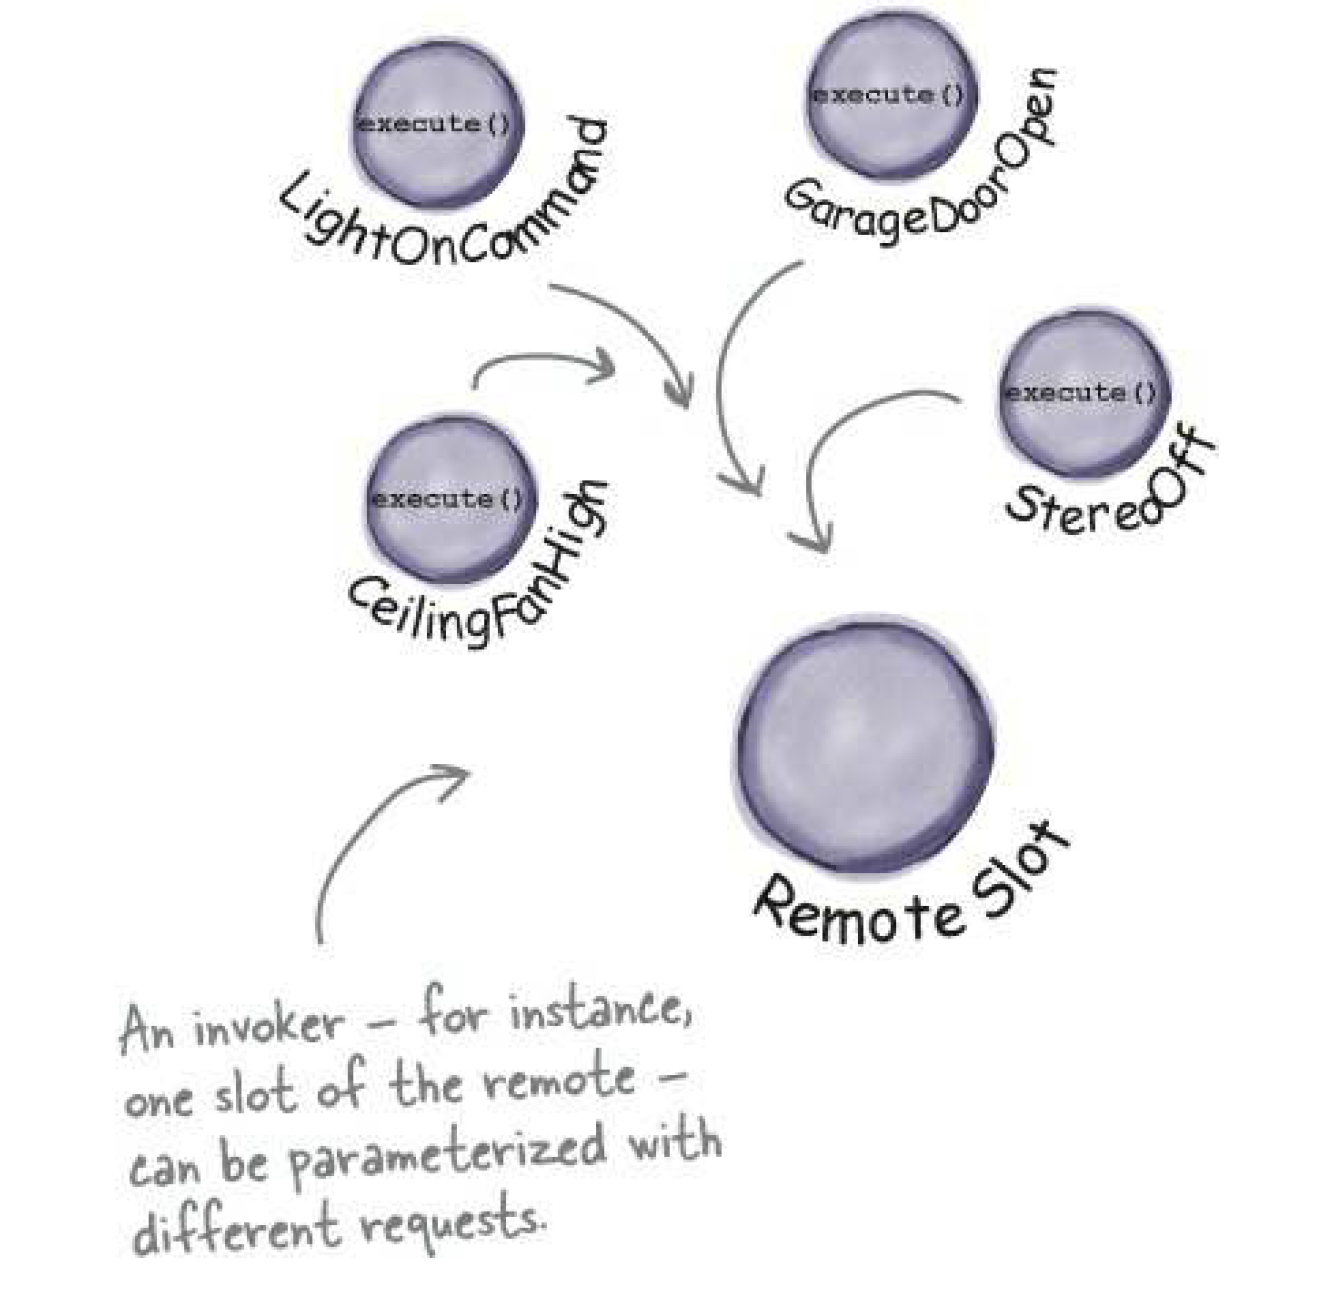 execute()
LightOnCommand
execute()
GarageDoorOpen
execute()
CeilingFanHigh
execute()
StereoOff
Remote Slot
An invoker – for instance,
one slot of the remote –
can be parameterized with
different requests.